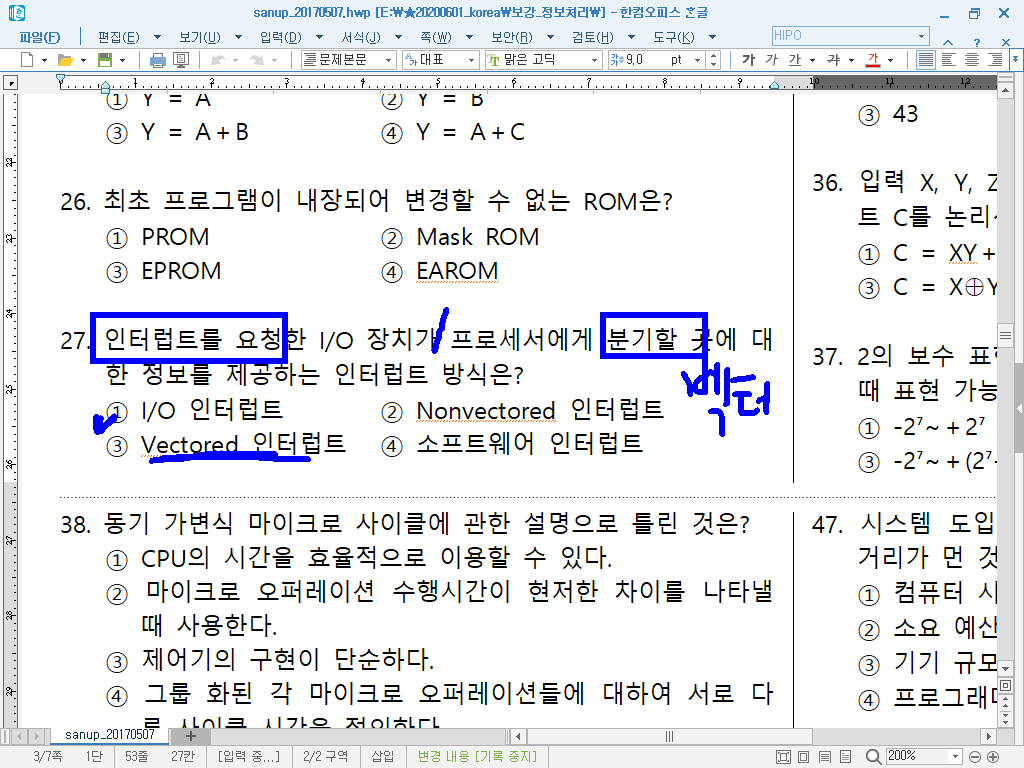 sanup_20170507.hwp [E:₩★20200601_korea₩보강_정보처리₩] - 한컴오피스 흔글
파일(F) 편집(E) 보기(U) 입력(D) 서식(J) 쪽(W) 보안(R) 검토(H) 도구(K) HIPO
문제본문 대표 맑은 고딕 9,0 pt 가 가 가 가 가
① Y = A ② Y = B
③ Y = A+B ④ Y = A+C
26. 최초 프로그램이 내장되어 변경할 수 없는 ROM은?
① PROM ② Mask ROM
③ EPROM ④ EAROM
27. 인터럽트를 요청한 I/O 장치가 프로세서에게 분기할 곳에 대
한 정보를 제공하는 인터럽트 방식은?
벡터
① I/O 인터럽트 ② Nonvectored 인터럽트
③ Vectored 인터럽트 ④ 소프트웨어 인터럽트
38. 동기 가변식 마이크로 사이클에 관한 설명으로 틀린 것은?
① CPU의 시간을 효율적으로 이용할 수 있다.
② 마이크로 오퍼레이션 수행시간이 현저한 차이를 나타낼
때 사용한다.
③ 제어기의 구현이 단순하다.
④ 그룹 화된 각 마이크로 오퍼레이션들에 대하여 서로 다
른 사이클 시간을 정의한다.
③ 43
36. 입력 X, Y, Z
트 C를 논리
① C = XY+
③ C = X⊕Y
37. 2의 보수 표현
때 표현 가능
① -2⁷~+2⁷
③ -2⁷~+(2⁷-
47. 시스템 도입
거리가 먼 것
① 컴퓨터 시
② 소요 예산
③ 기기 규모
④ 프로그래머
sanup_20170507
3/7쪽 1단 53줄 27칸 [입력 중...] 2/2 구역 삽입 변경 내용 [기록 중지] 200%